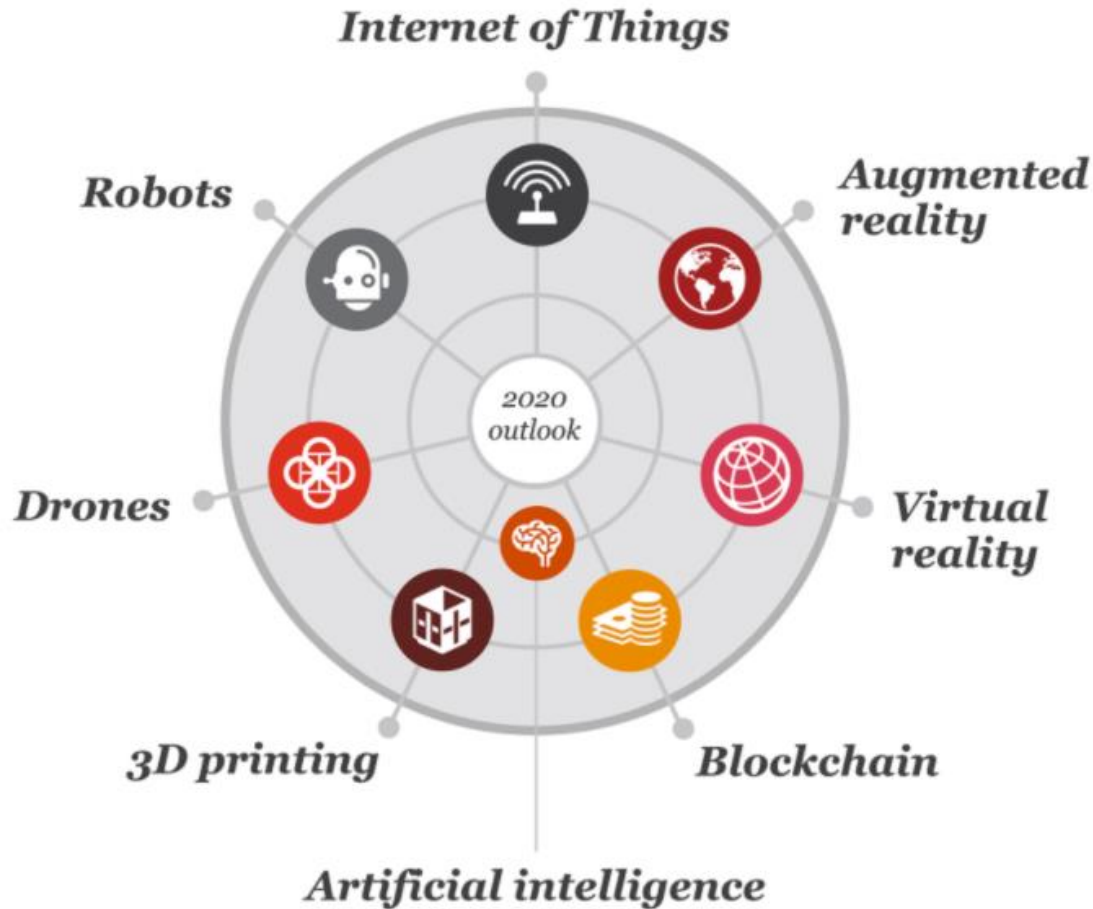 Internet of Things
Robots
Augmented
reality
2020
outlook
Drones
Virtual
reality
3D printing
Blockchain
Artificial intelligence